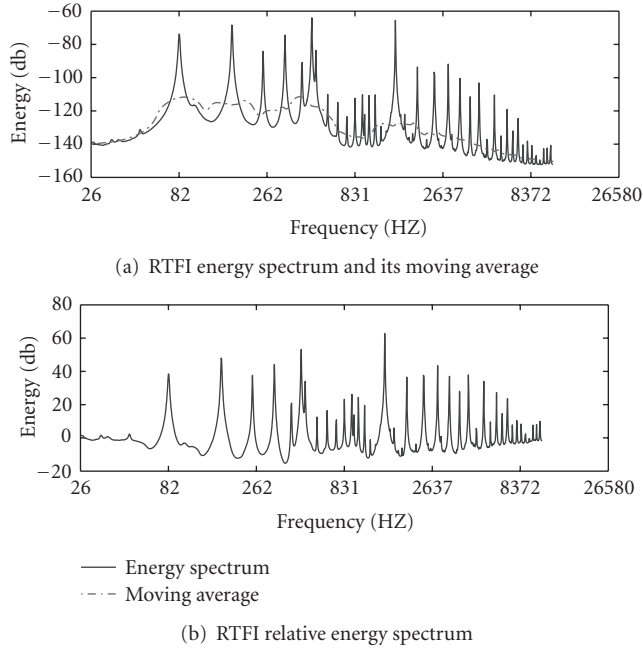 −60
−80
−100
−120
−140
−160
Energy (db)
26 82 262 831 2637 8372 26580
Frequency (HZ)
(a) RTFI energy spectrum and its moving average
80
60
40
20
0
−20
Energy (db)
26 82 262 831 2637 8372 26580
Frequency (HZ)
Energy spectrum
Moving average
(b) RTFI relative energy spectrum